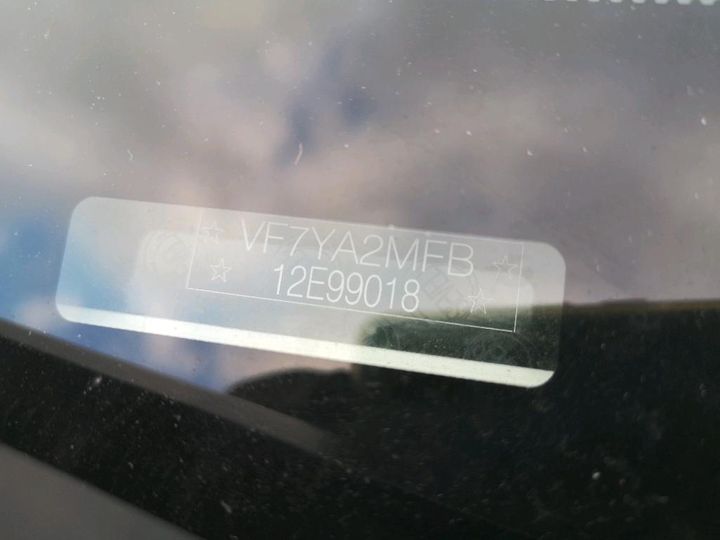 ☆ VF7YA2MFB ☆
☆ 12E99018 ☆